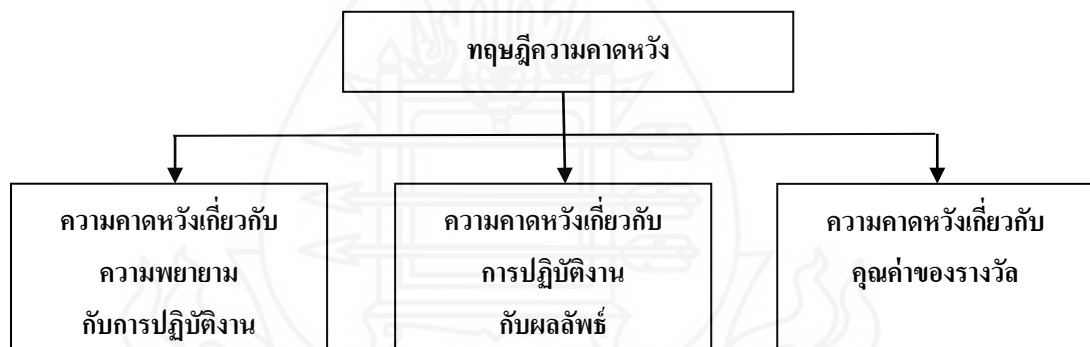 ทฤษฎีความคาดหวัง
ความคาดหวังเกี่ยวกับ
ความพยายาม
กับการปฏิบัติงาน
ความคาดหวังเกี่ยวกับ
การปฏิบัติงาน
กับผลลัพธ์
ความคาดหวังเกี่ยวกับ
คุณค่าของรางวัล